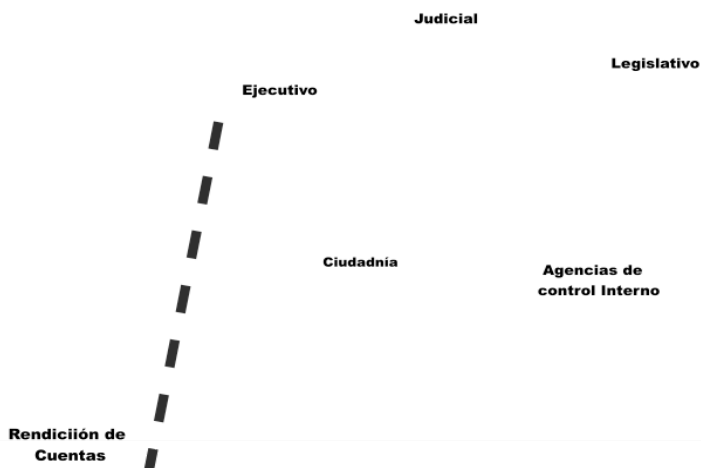 Judicial
Legislativo
Ejecutivo
Ciudadnía
Agencias de
control Interno
Rendiciión de
Cuentas